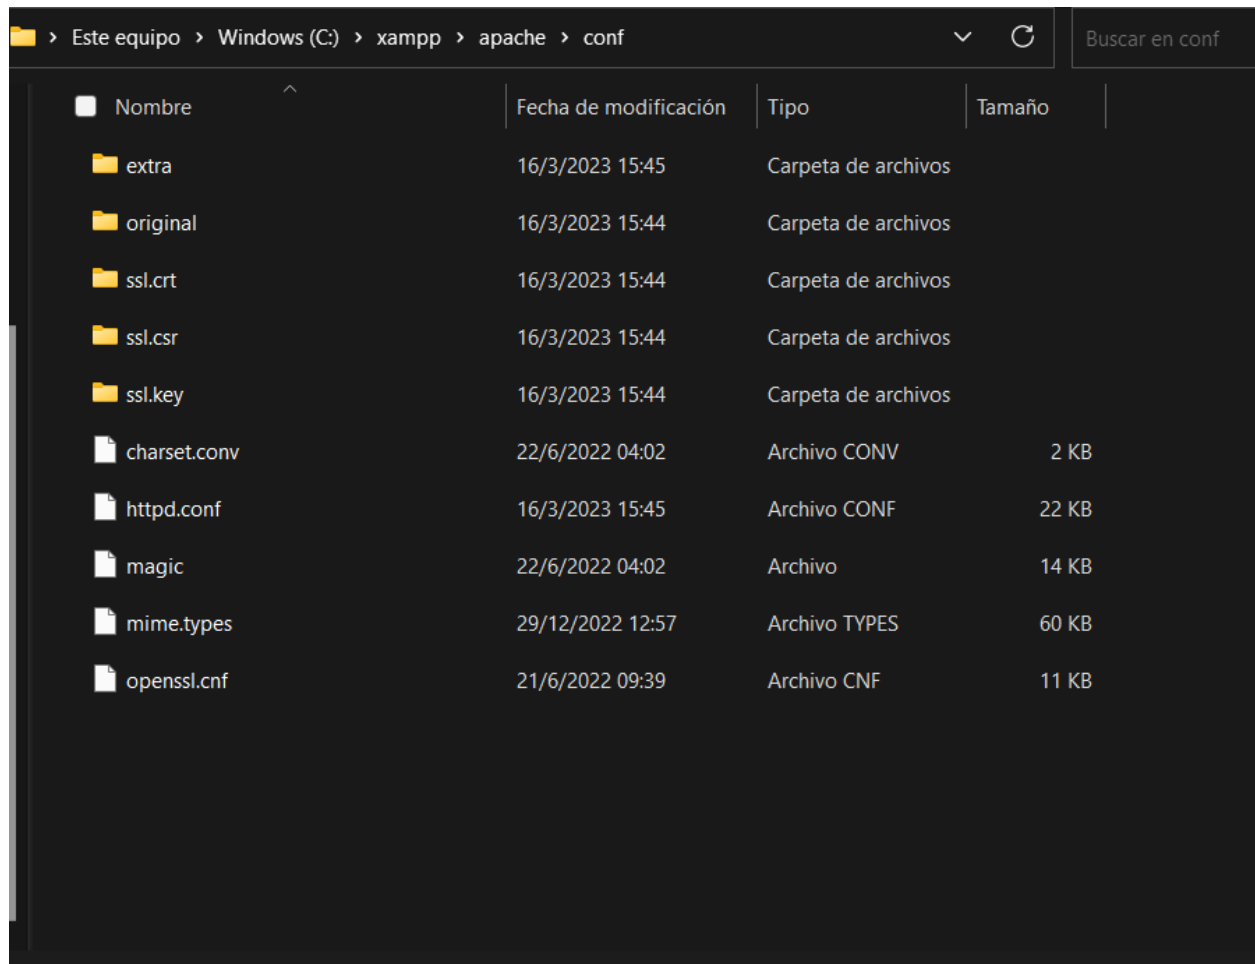 Este equipo > Windows (C:) > xampp > apache > conf Buscar en conf
Nombre Fecha de modificación Tipo Tamaño
extra 16/3/2023 15:45 Carpeta de archivos
original 16/3/2023 15:44 Carpeta de archivos
ssl.crt 16/3/2023 15:44 Carpeta de archivos
ssl.csr 16/3/2023 15:44 Carpeta de archivos
ssl.key 16/3/2023 15:44 Carpeta de archivos
charset.conv 22/6/2022 04:02 Archivo CONV 2 KB
httpd.conf 16/3/2023 15:45 Archivo CONF 22 KB
magic 22/6/2022 04:02 Archivo 14 KB
mime.types 29/12/2022 12:57 Archivo TYPES 60 KB
openssl.cnf 21/6/2022 09:39 Archivo CNF 11 KB